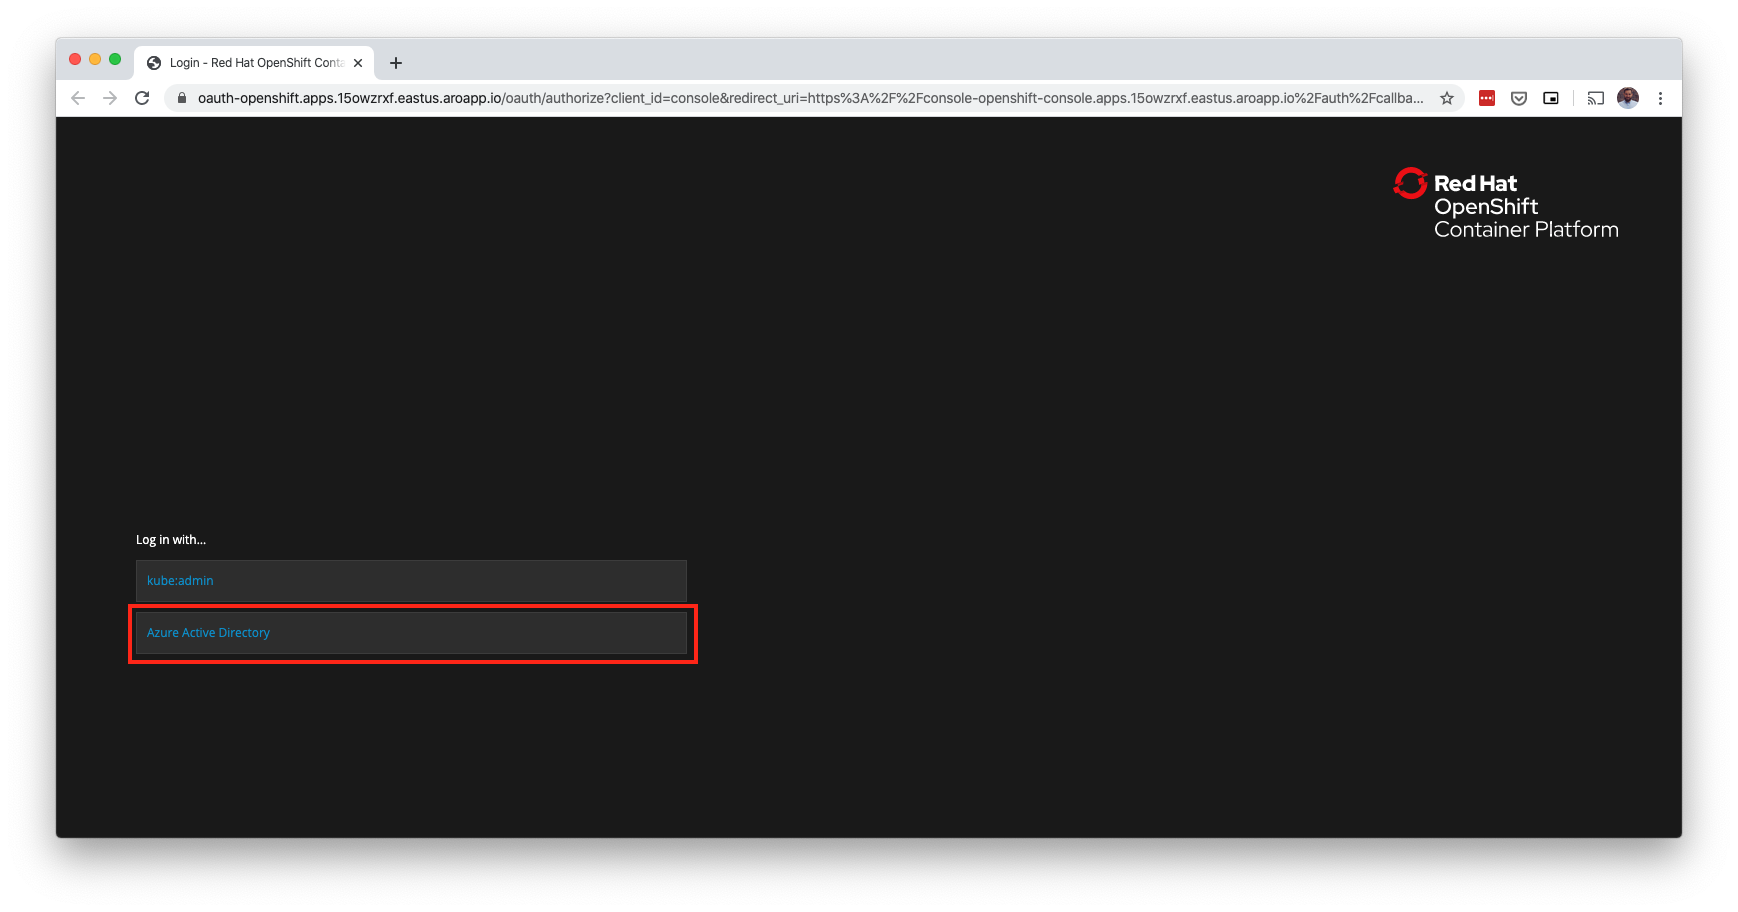 Login - Red Hat OpenShift Conta
oauth-openshift.apps.15owzrxf.eastus.aroapp.io/oauth/authorize?client_id=console&redirect_uri=https%3A%2F%2Fconsole-openshift-console.apps.15owzrxf.eastus.aroapp.io%2Fauth%2Fcallba...
Red Hat
OpenShift
Container Platform
Log in with...
kube:admin
Azure Active Directory